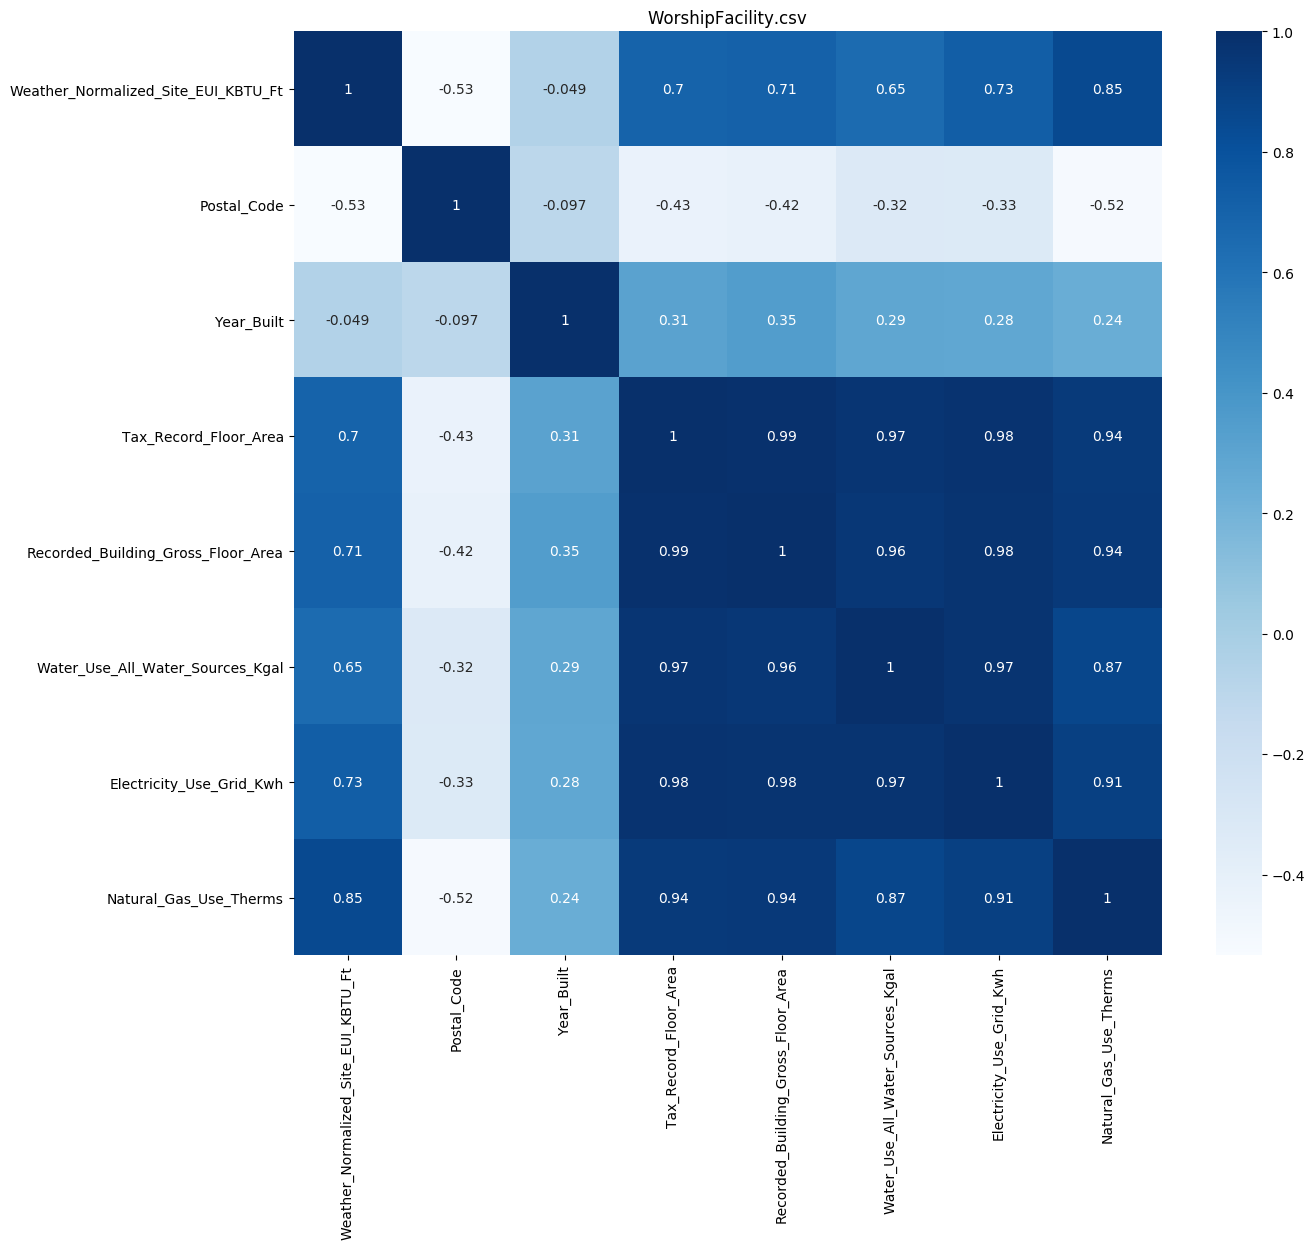 WorshipFacility.csv
Weather_Normalized_Site_EUI_KBTU_Ft 1 -0.53 -0.049 0.7 0.71 0.65 0.73 0.85
Postal_Code -0.53 1 -0.097 -0.43 -0.42 -0.32 -0.33 -0.52
Year_Built -0.049 -0.097 1 0.31 0.35 0.29 0.28 0.24
Tax_Record_Floor_Area 0.7 -0.43 0.31 1 0.99 0.97 0.98 0.94
Recorded_Building_Gross_Floor_Area 0.71 -0.42 0.35 0.99 1 0.96 0.98 0.94
Water_Use_All_Water_Sources_Kgal 0.65 -0.32 0.29 0.97 0.96 1 0.97 0.87
Electricity_Use_Grid_Kwh 0.73 -0.33 0.28 0.98 0.98 0.97 1 0.91
Natural_Gas_Use_Therms 0.85 -0.52 0.24 0.94 0.94 0.87 0.91 1
Weather_Normalized_Site_EUI_KBTU_Ft
Postal_Code
Year_Built
Tax_Record_Floor_Area
Recorded_Building_Gross_Floor_Area
Water_Use_All_Water_Sources_Kgal
Electricity_Use_Grid_Kwh
Natural_Gas_Use_Therms
1.0
0.8
0.6
0.4
0.2
0.0
−0.2
−0.4